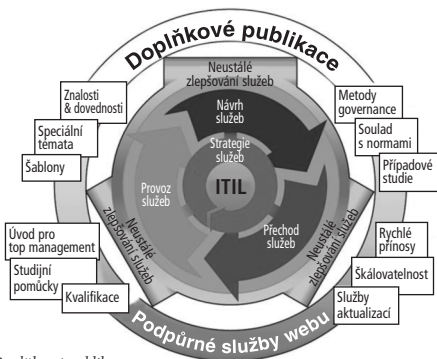 Doplňkové publikace
Neustálé
zlepšování služeb
Znalosti
& dovednosti
Speciální
témata
Šablony
Metody
governance
Soulad
s normami
Případové
studie
Návrh
služeb
Strategie
služeb
ITIL
Provoz
služeb
Přechod
služeb
Neustálé
zlepšování služeb
Neustálé
zlepšování služeb
Úvod pro
top management
Studijní
pomůcky
Kvalifikace
Rychlé
přínosy
Škálovatelnost
Služby
aktualizací
Podpůrné služby webu